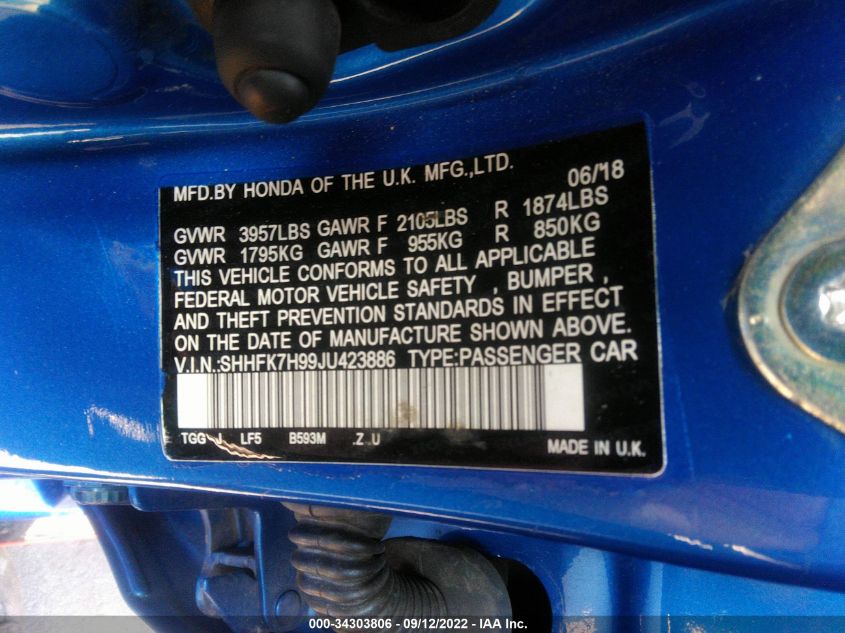 MFD.BY HONDA OF THE U.K. MFG.,LTD. 06/18
GVWR 3957LBS GAWR F 2105LBS R 1874LBS
GVWR 1795KG GAWR F 955KG R 850KG
THIS VEHICLE CONFORMS TO ALL APPLICABLE
FEDERAL MOTOR VEHICLE SAFETY , BUMPER ,
AND THEFT PREVENTION STANDARDS IN EFFECT
ON THE DATE OF MANUFACTURE SHOWN ABOVE.
V.I.N.:SHHFK7H99JU423886 TYPE:PASSENGER CAR
TGG J LF5 B593M .Z U
MADE IN U.K.
000-34303806 - 09/12/2022 - IAA Inc.